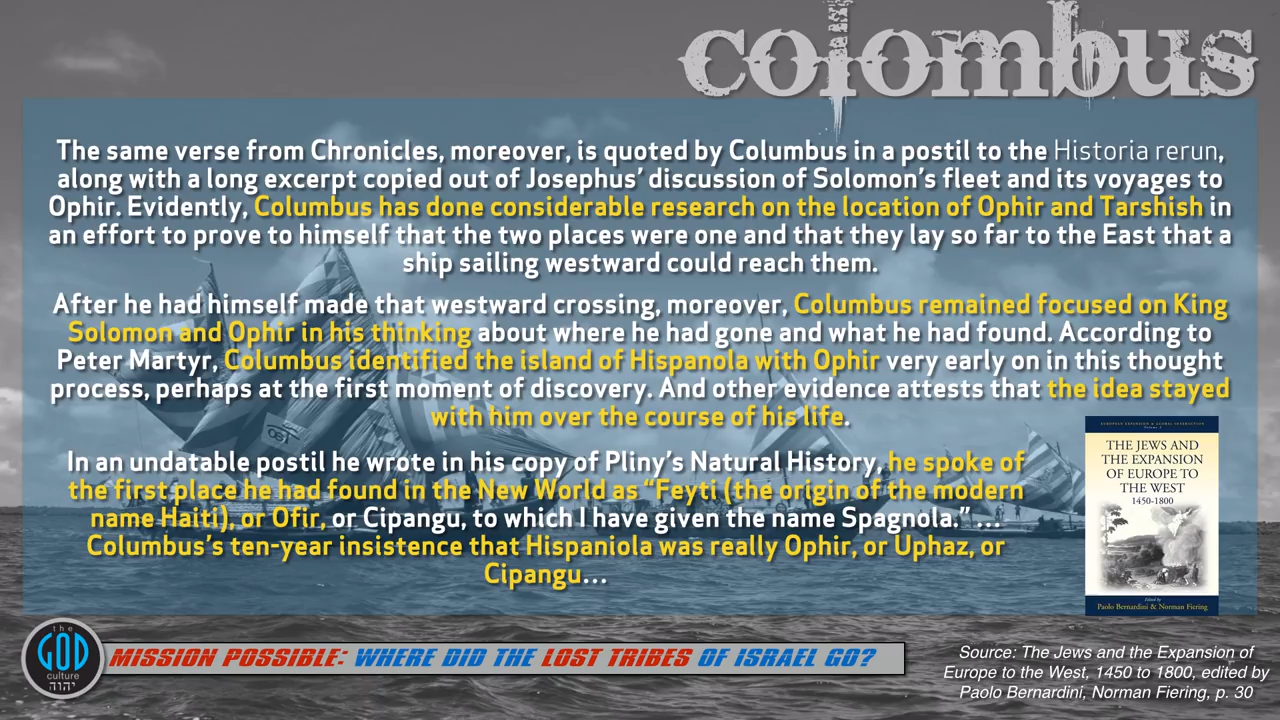 colombus
The same verse from Chronicles, moreover, is quoted by Columbus in a postil to the Historia rerun,
along with a long excerpt copied out of Josephus' discussion of Solomon's fleet and its voyages to
Ophir. Evidently, Columbus has done considerable research on the location of Ophir and Tarshish in
an effort to prove to himself that the two places were one and that they lay so far to the East that a
ship sailing westward could reach them.
After he had himself made that westward crossing, moreover, Columbus remained focused on King
Solomon and Ophir in his thinking about where he had gone and what he had found. According to
Peter Martyr, Columbus identified the island of Hispanola with Ophir very early on in this thought
process, perhaps at the first moment of discovery. And other evidence attests that the idea stayed
with him over the course of his life.
In an undatable postil he wrote in his copy of Pliny's Natural History, he spoke of
the first place he had found in the New World as “Feyti (the origin of the modern
name Haiti), or Ofir, or Cipangu, to which I have given the name Spagnola.” ...
Columbus's ten-year insistence that Hispaniola was really Ophir, or Uphaz, or
Cipangu...
EUROPEAN EXPANSION & GLOBAL INTERACTION
THE JEWS AND
THE EXPANSION
OF EUROPE TO
THE WEST
1450-1800
Edited by
Paolo Bernardini & Norman Fiering
the
GOD
culture
יהוה
MISSION POSSIBLE: WHERE DID THE LOST TRIBES OF ISRAEL GO?
Source: The Jews and the Expansion of
Europe to the West, 1450 to 1800, edited by
Paolo Bernardini, Norman Fiering, p. 30